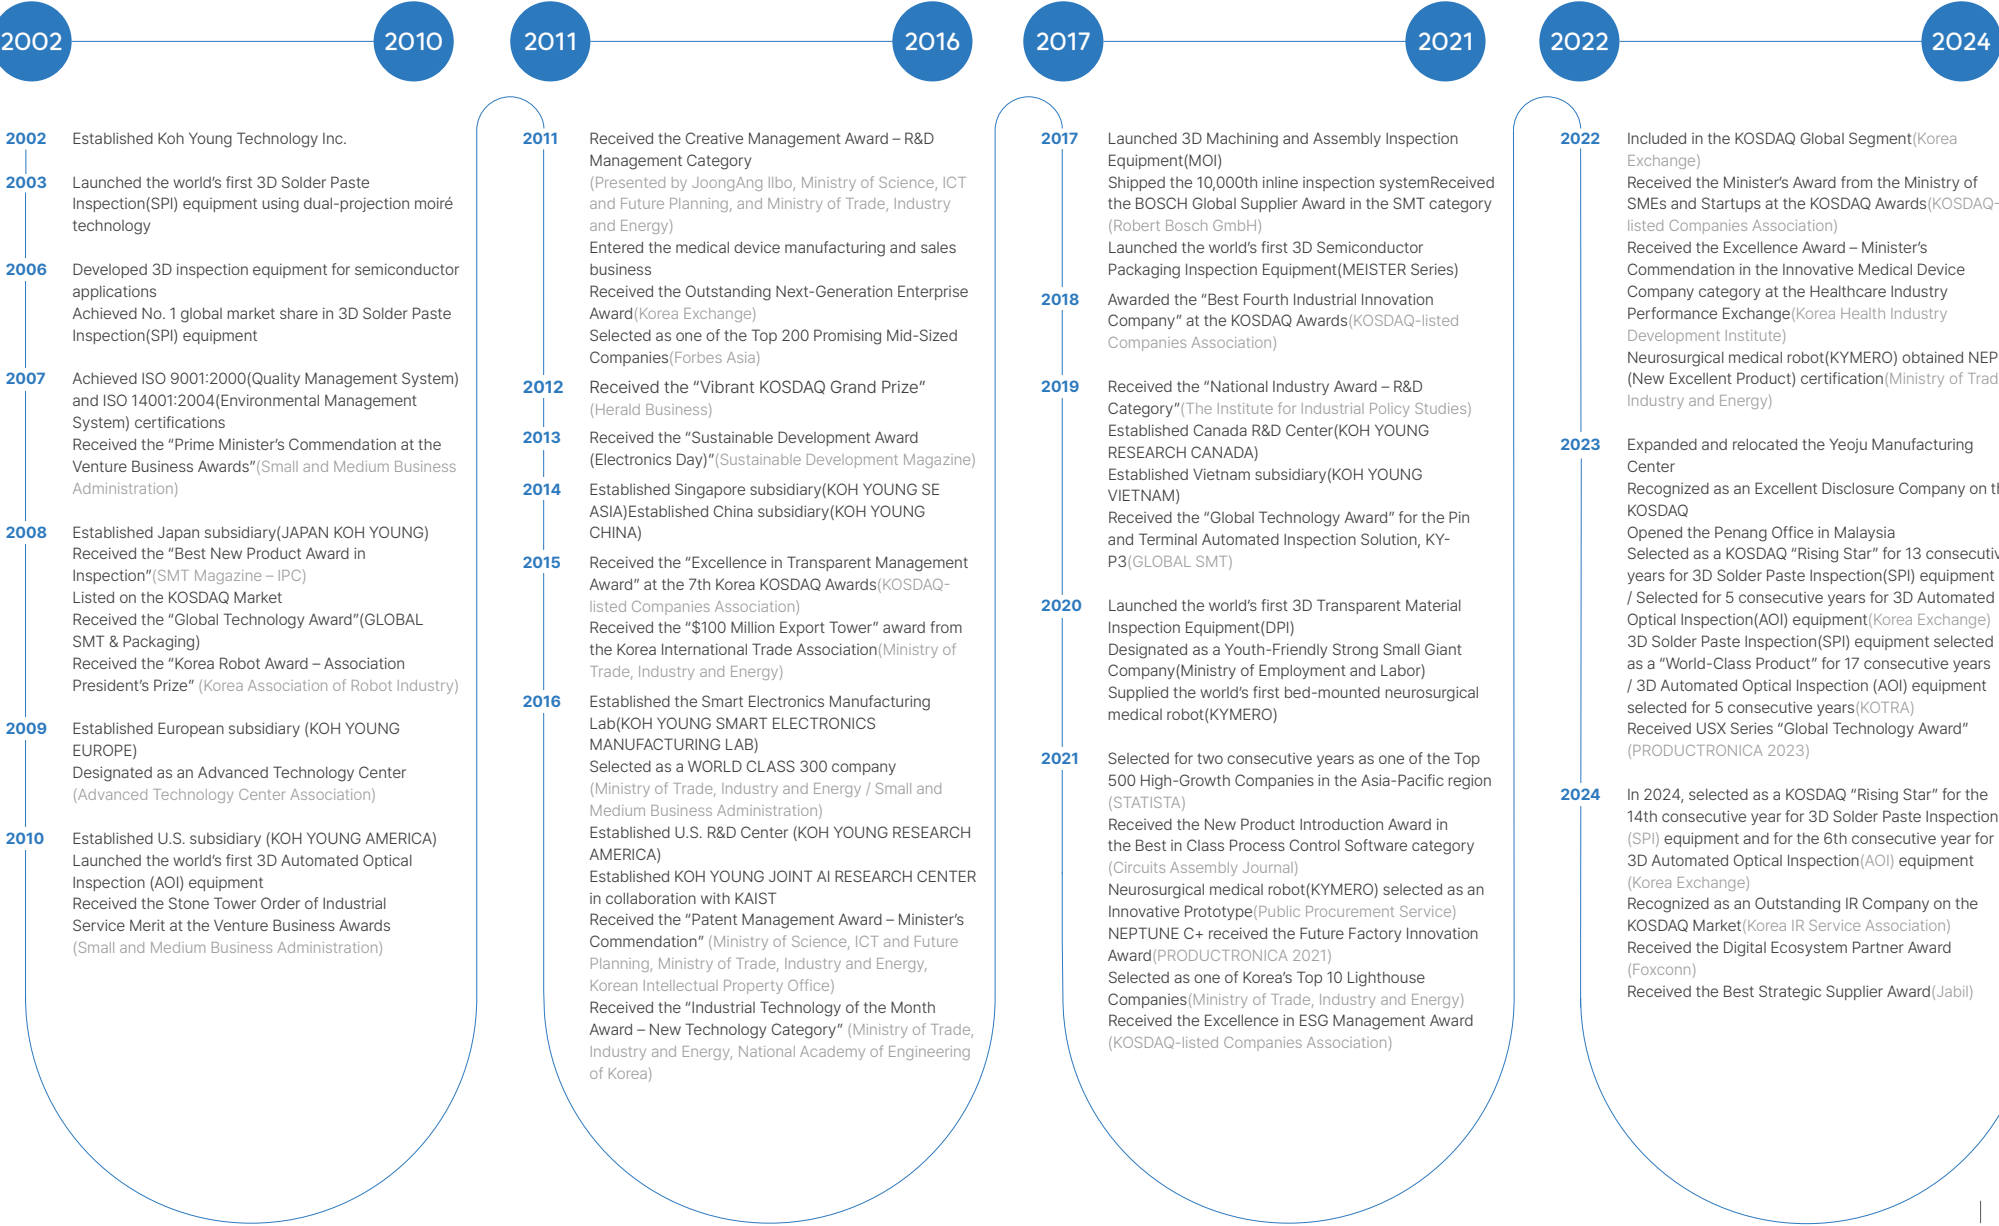 2002
2010
2011
2016
2017
2021
2022
2024
2002
Established Koh Young Technology Inc.
2003
Launched the world's first 3D Solder Paste
Inspection(SPI) equipment using dual-projection moiré
technology
2006
Developed 3D inspection equipment for semiconductor
applications
Achieved No. 1 global market share in 3D Solder Paste
Inspection(SPI) equipment
2007
Achieved ISO 9001:2000(Quality Management System)
and ISO 14001:2004(Environmental Management
System) certifications
Received the “Prime Minister's Commendation at the
Venture Business Awards”(Small and Medium Business
Administration)
2008
Established Japan subsidiary(JAPAN KOH YOUNG)
Received the “Best New Product Award in
Inspection”(SMT Magazine – IPC)
Listed on the KOSDAQ Market
Received the “Global Technology Award”(GLOBAL
SMT & Packaging)
Received the “Korea Robot Award – Association
President's Prize” (Korea Association of Robot Industry)
2009
Established European subsidiary (KOH YOUNG
EUROPE)
Designated as an Advanced Technology Center
(Advanced Technology Center Association)
2010
Established U.S. subsidiary (KOH YOUNG AMERICA)
Launched the world's first 3D Automated Optical
Inspection (AOI) equipment
Received the Stone Tower Order of Industrial
Service Merit at the Venture Business Awards
(Small and Medium Business Administration)
2011
Received the Creative Management Award – R&D
Management Category
(Presented by JoongAng Ilbo, Ministry of Science, ICT
and Future Planning, and Ministry of Trade, Industry
and Energy)
Entered the medical device manufacturing and sales
business
Received the Outstanding Next-Generation Enterprise
Award(Korea Exchange)
Selected as one of the Top 200 Promising Mid-Sized
Companies(Forbes Asia)
2012
Received the “Vibrant KOSDAQ Grand Prize”
(Herald Business)
2013
Received the “Sustainable Development Award
(Electronics Day)”(Sustainable Development Magazine)
2014
Established Singapore subsidiary(KOH YOUNG SE
ASIA)Established China subsidiary(KOH YOUNG
CHINA)
2015
Received the “Excellence in Transparent Management
Award” at the 7th Korea KOSDAQ Awards(KOSDAQ-
listed Companies Association)
Received the “$100 Million Export Tower” award from
the Korea International Trade Association(Ministry of
Trade, Industry and Energy)
2016
Established the Smart Electronics Manufacturing
Lab(KOH YOUNG SMART ELECTRONICS
MANUFACTURING LAB)
Selected as a WORLD CLASS 300 company
(Ministry of Trade, Industry and Energy / Small and
Medium Business Administration)
Established U.S. R&D Center (KOH YOUNG RESEARCH
AMERICA)
Established KOH YOUNG JOINT AI RESEARCH CENTER
in collaboration with KAIST
Received the “Patent Management Award – Minister's
Commendation” (Ministry of Science, ICT and Future
Planning, Ministry of Trade, Industry and Energy,
Korean Intellectual Property Office)
Received the “Industrial Technology of the Month
Award – New Technology Category” (Ministry of Trade,
Industry and Energy, National Academy of Engineering
of Korea)
2017
Launched 3D Machining and Assembly Inspection
Equipment(MOI)
Shipped the 10,000th inline inspection systemReceived
the BOSCH Global Supplier Award in the SMT category
(Robert Bosch GmbH)
Launched the world's first 3D Semiconductor
Packaging Inspection Equipment(MEISTER Series)
2018
Awarded the “Best Fourth Industrial Innovation
Company” at the KOSDAQ Awards(KOSDAQ-listed
Companies Association)
2019
Received the “National Industry Award – R&D
Category”(The Institute for Industrial Policy Studies)
Established Canada R&D Center(KOH YOUNG
RESEARCH CANADA)
Established Vietnam subsidiary(KOH YOUNG
VIETNAM)
Received the “Global Technology Award” for the Pin
and Terminal Automated Inspection Solution, KY-
P3(GLOBAL SMT)
2020
Launched the world's first 3D Transparent Material
Inspection Equipment(DPI)
Designated as a Youth-Friendly Strong Small Giant
Company(Ministry of Employment and Labor)
Supplied the world's first bed-mounted neurosurgical
medical robot(KYMERO)
2021
Selected for two consecutive years as one of the Top
500 High-Growth Companies in the Asia-Pacific region
(STATISTA)
Received the New Product Introduction Award in
the Best in Class Process Control Software category
(Circuits Assembly Journal)
Neurosurgical medical robot(KYMERO) selected as an
Innovative Prototype(Public Procurement Service)
NEPTUNE C+ received the Future Factory Innovation
Award(PRODUCTRONICA 2021)
Selected as one of Korea's Top 10 Lighthouse
Companies(Ministry of Trade, Industry and Energy)
Received the Excellence in ESG Management Award
(KOSDAQ-listed Companies Association)
2022
Included in the KOSDAQ Global Segment(Korea
Exchange)
Received the Minister's Award from the Ministry of
SMEs and Startups at the KOSDAQ Awards(KOSDAQ-
listed Companies Association)
Received the Excellence Award – Minister's
Commendation in the Innovative Medical Device
Company category at the Healthcare Industry
Performance Exchange(Korea Health Industry
Development Institute)
Neurosurgical medical robot(KYMERO) obtained NEP
(New Excellent Product) certification(Ministry of Trad
Industry and Energy)
2023
Expanded and relocated the Yeoju Manufacturing
Center
Recognized as an Excellent Disclosure Company on th
KOSDAQ
Opened the Penang Office in Malaysia
Selected as a KOSDAQ “Rising Star” for 13 consecutiv
years for 3D Solder Paste Inspection(SPI) equipment
/ Selected for 5 consecutive years for 3D Automated
Optical Inspection(AOI) equipment(Korea Exchange)
3D Solder Paste Inspection(SPI) equipment selected
as a “World-Class Product” for 17 consecutive years
/ 3D Automated Optical Inspection (AOI) equipment
selected for 5 consecutive years(KOTRA)
Received USX Series “Global Technology Award”
(PRODUCTRONICA 2023)
2024
In 2024, selected as a KOSDAQ “Rising Star” for the
14th consecutive year for 3D Solder Paste Inspection
(SPI) equipment and for the 6th consecutive year for
3D Automated Optical Inspection(AOI) equipment
(Korea Exchange)
Recognized as an Outstanding IR Company on the
KOSDAQ Market(Korea IR Service Association)
Received the Digital Ecosystem Partner Award
(Foxconn)
Received the Best Strategic Supplier Award(Jabil)